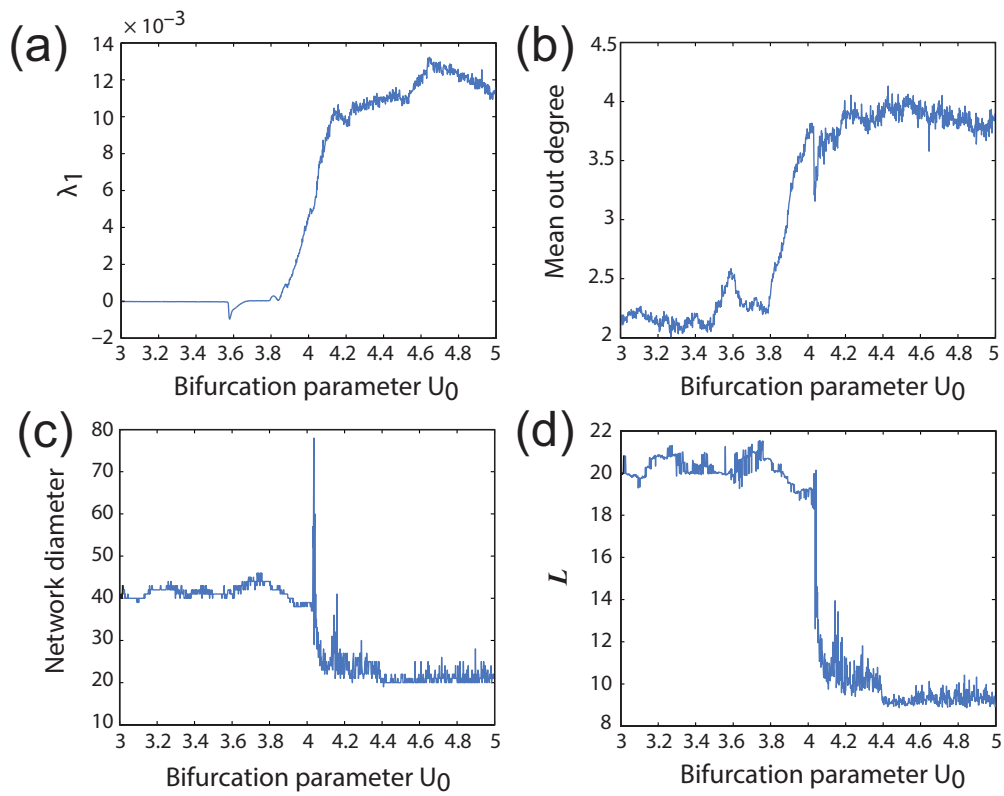 (a)
× 10⁻³
14
12
10
8
6
4
2
0
−2
λ1
3 3.2 3.6 3.8 4 4.2 4.4 4.6 4.8 5
Bifurcation parameter U0
(b)
4.5
4
3.5
3
2.5
2
Mean out degree
3 3.2 3.6 3.8 4 4.2 4.4 4.6 4.8 5
Bifurcation parameter U0
(c)
80
70
60
50
40
30
20
10
Network diameter
3 3.2 3.4 3.6 3.8 4 4.2 4.4 4.6 4.8 5
Bifurcation parameter U0
(d)
22
20
18
16
14
12
10
8
L
3 3.2 3.4 3.6 3.8 4 4.2 4.4 4.6 4.8 5
Bifurcation parameter U0